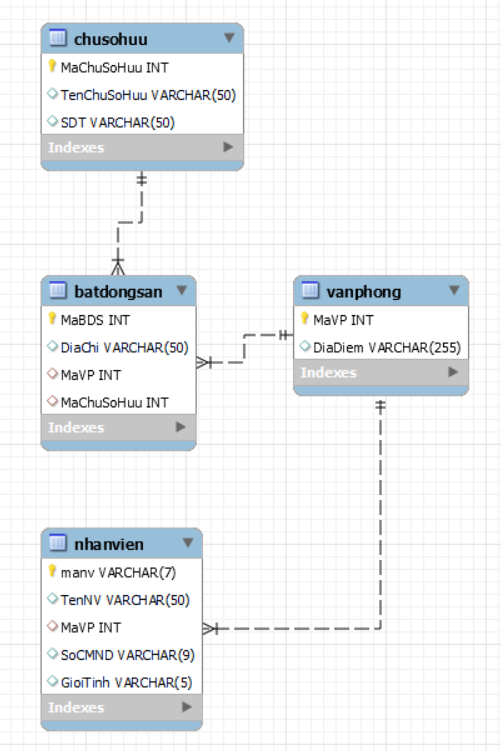 chusohuu
MaChuSoHuu INT
TenChuSoHuu VARCHAR(50)
SDT VARCHAR(50)
Indexes
batdongsan
MaBDS INT
DiaChi VARCHAR(50)
MaVP INT
MaChuSoHuu INT
Indexes
vanphong
MaVP INT
DiaDiem VARCHAR(255)
Indexes
nhanvien
manv VARCHAR(7)
TenNV VARCHAR(50)
MaVP INT
SoCMND VARCHAR(9)
GioiTinh VARCHAR(5)
Indexes